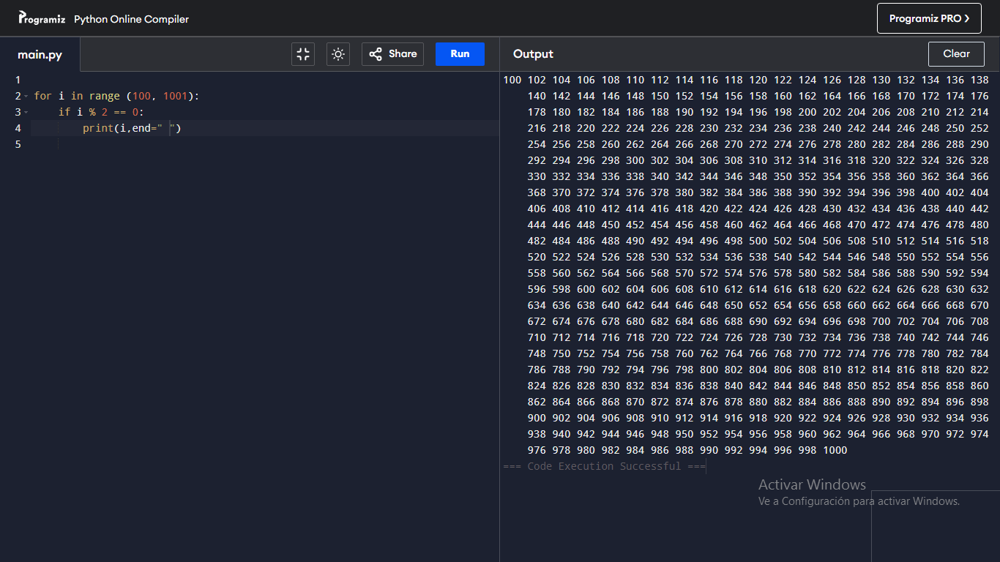 Programiz Python Online Compiler
Programiz PRO ❯
main.py
Share
Run
Output
Clear
1
2 for i in range (100, 1001):
3     if i % 2 == 0:
4         print(i,end=" ")
5
100 102 104 106 108 110 112 114 116 118 120 122 124 126 128 130 132 134 136 138
140 142 144 146 148 150 152 154 156 158 160 162 164 166 168 170 172 174 176
178 180 182 184 186 188 190 192 194 196 198 200 202 204 206 208 210 212 214
216 218 220 222 224 226 228 230 232 234 236 238 240 242 244 246 248 250 252
254 256 258 260 262 264 266 268 270 272 274 276 278 280 282 284 286 288 290
292 294 296 298 300 302 304 306 308 310 312 314 316 318 320 322 324 326 328
330 332 334 336 338 340 342 344 346 348 350 352 354 356 358 360 362 364 366
368 370 372 374 376 378 380 382 384 386 388 390 392 394 396 398 400 402 404
406 408 410 412 414 416 418 420 422 424 426 428 430 432 434 436 438 440 442
444 446 448 450 452 454 456 458 460 462 464 466 468 470 472 474 476 478 480
482 484 486 488 490 492 494 496 498 500 502 504 506 508 510 512 514 516 518
520 522 524 526 528 530 532 534 536 538 540 542 544 546 548 550 552 554 556
558 560 562 564 566 568 570 572 574 576 578 580 582 584 586 588 590 592 594
596 598 600 602 604 606 608 610 612 614 616 618 620 622 624 626 628 630 632
634 636 638 640 642 644 646 648 650 652 654 656 658 660 662 664 666 668 670
672 674 676 678 680 682 684 686 688 690 692 694 696 698 700 702 704 706 708
710 712 714 716 718 720 722 724 726 728 730 732 734 736 738 740 742 744 746
748 750 752 754 756 758 760 762 764 766 768 770 772 774 776 778 780 782 784
786 788 790 792 794 796 798 800 802 804 806 808 810 812 814 816 818 820 822
824 826 828 830 832 834 836 838 840 842 844 846 848 850 852 854 856 858 860
862 864 866 868 870 872 874 876 878 880 882 884 886 888 890 892 894 896 898
900 902 904 906 908 910 912 914 916 918 920 922 924 926 928 930 932 934 936
938 940 942 944 946 948 950 952 954 956 958 960 962 964 966 968 970 972 974
976 978 980 982 984 986 988 990 992 994 996 998 1000
=== Code Execution Successful ===
Activar Windows
Ve a Configuración para activar Windows.